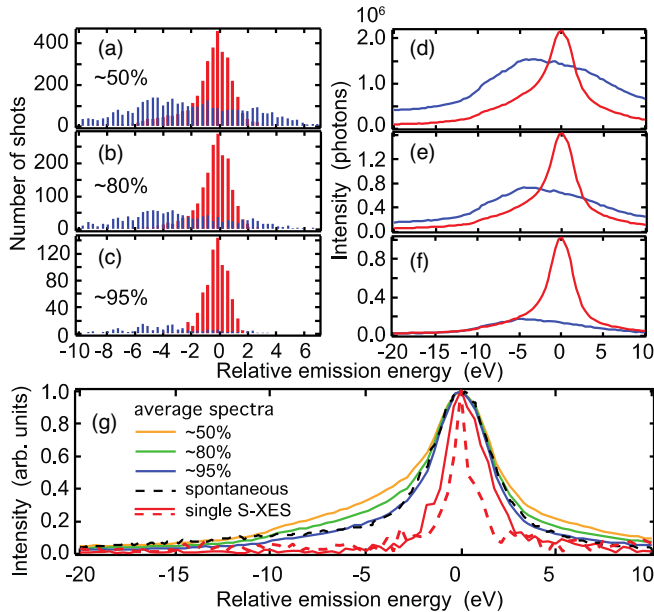 10⁶
400
300
200
100
0
(a)
~50%
200
100
0
(b)
~80%
120
80
40
0
(c)
~95%
Number of shots
-10 -8 -6 -4 -2 0 2 4 6
Relative emission energy (eV)
2.0
1.0
0.0
(d)
1.6
0.8
0.0
(e)
0.8
0.4
0.0
(f)
Intensity (photons)
-20 -15 -10 -5 0 5 10
Relative emission energy (eV)
1.0
0.8
0.6
0.4
0.2
0.0
Intensity (arb. units)
(g)
average spectra
~50%
~80%
~95%
spontaneous
single S-XES
-20 -15 -10 -5 0 5 10
Relative emission energy (eV)